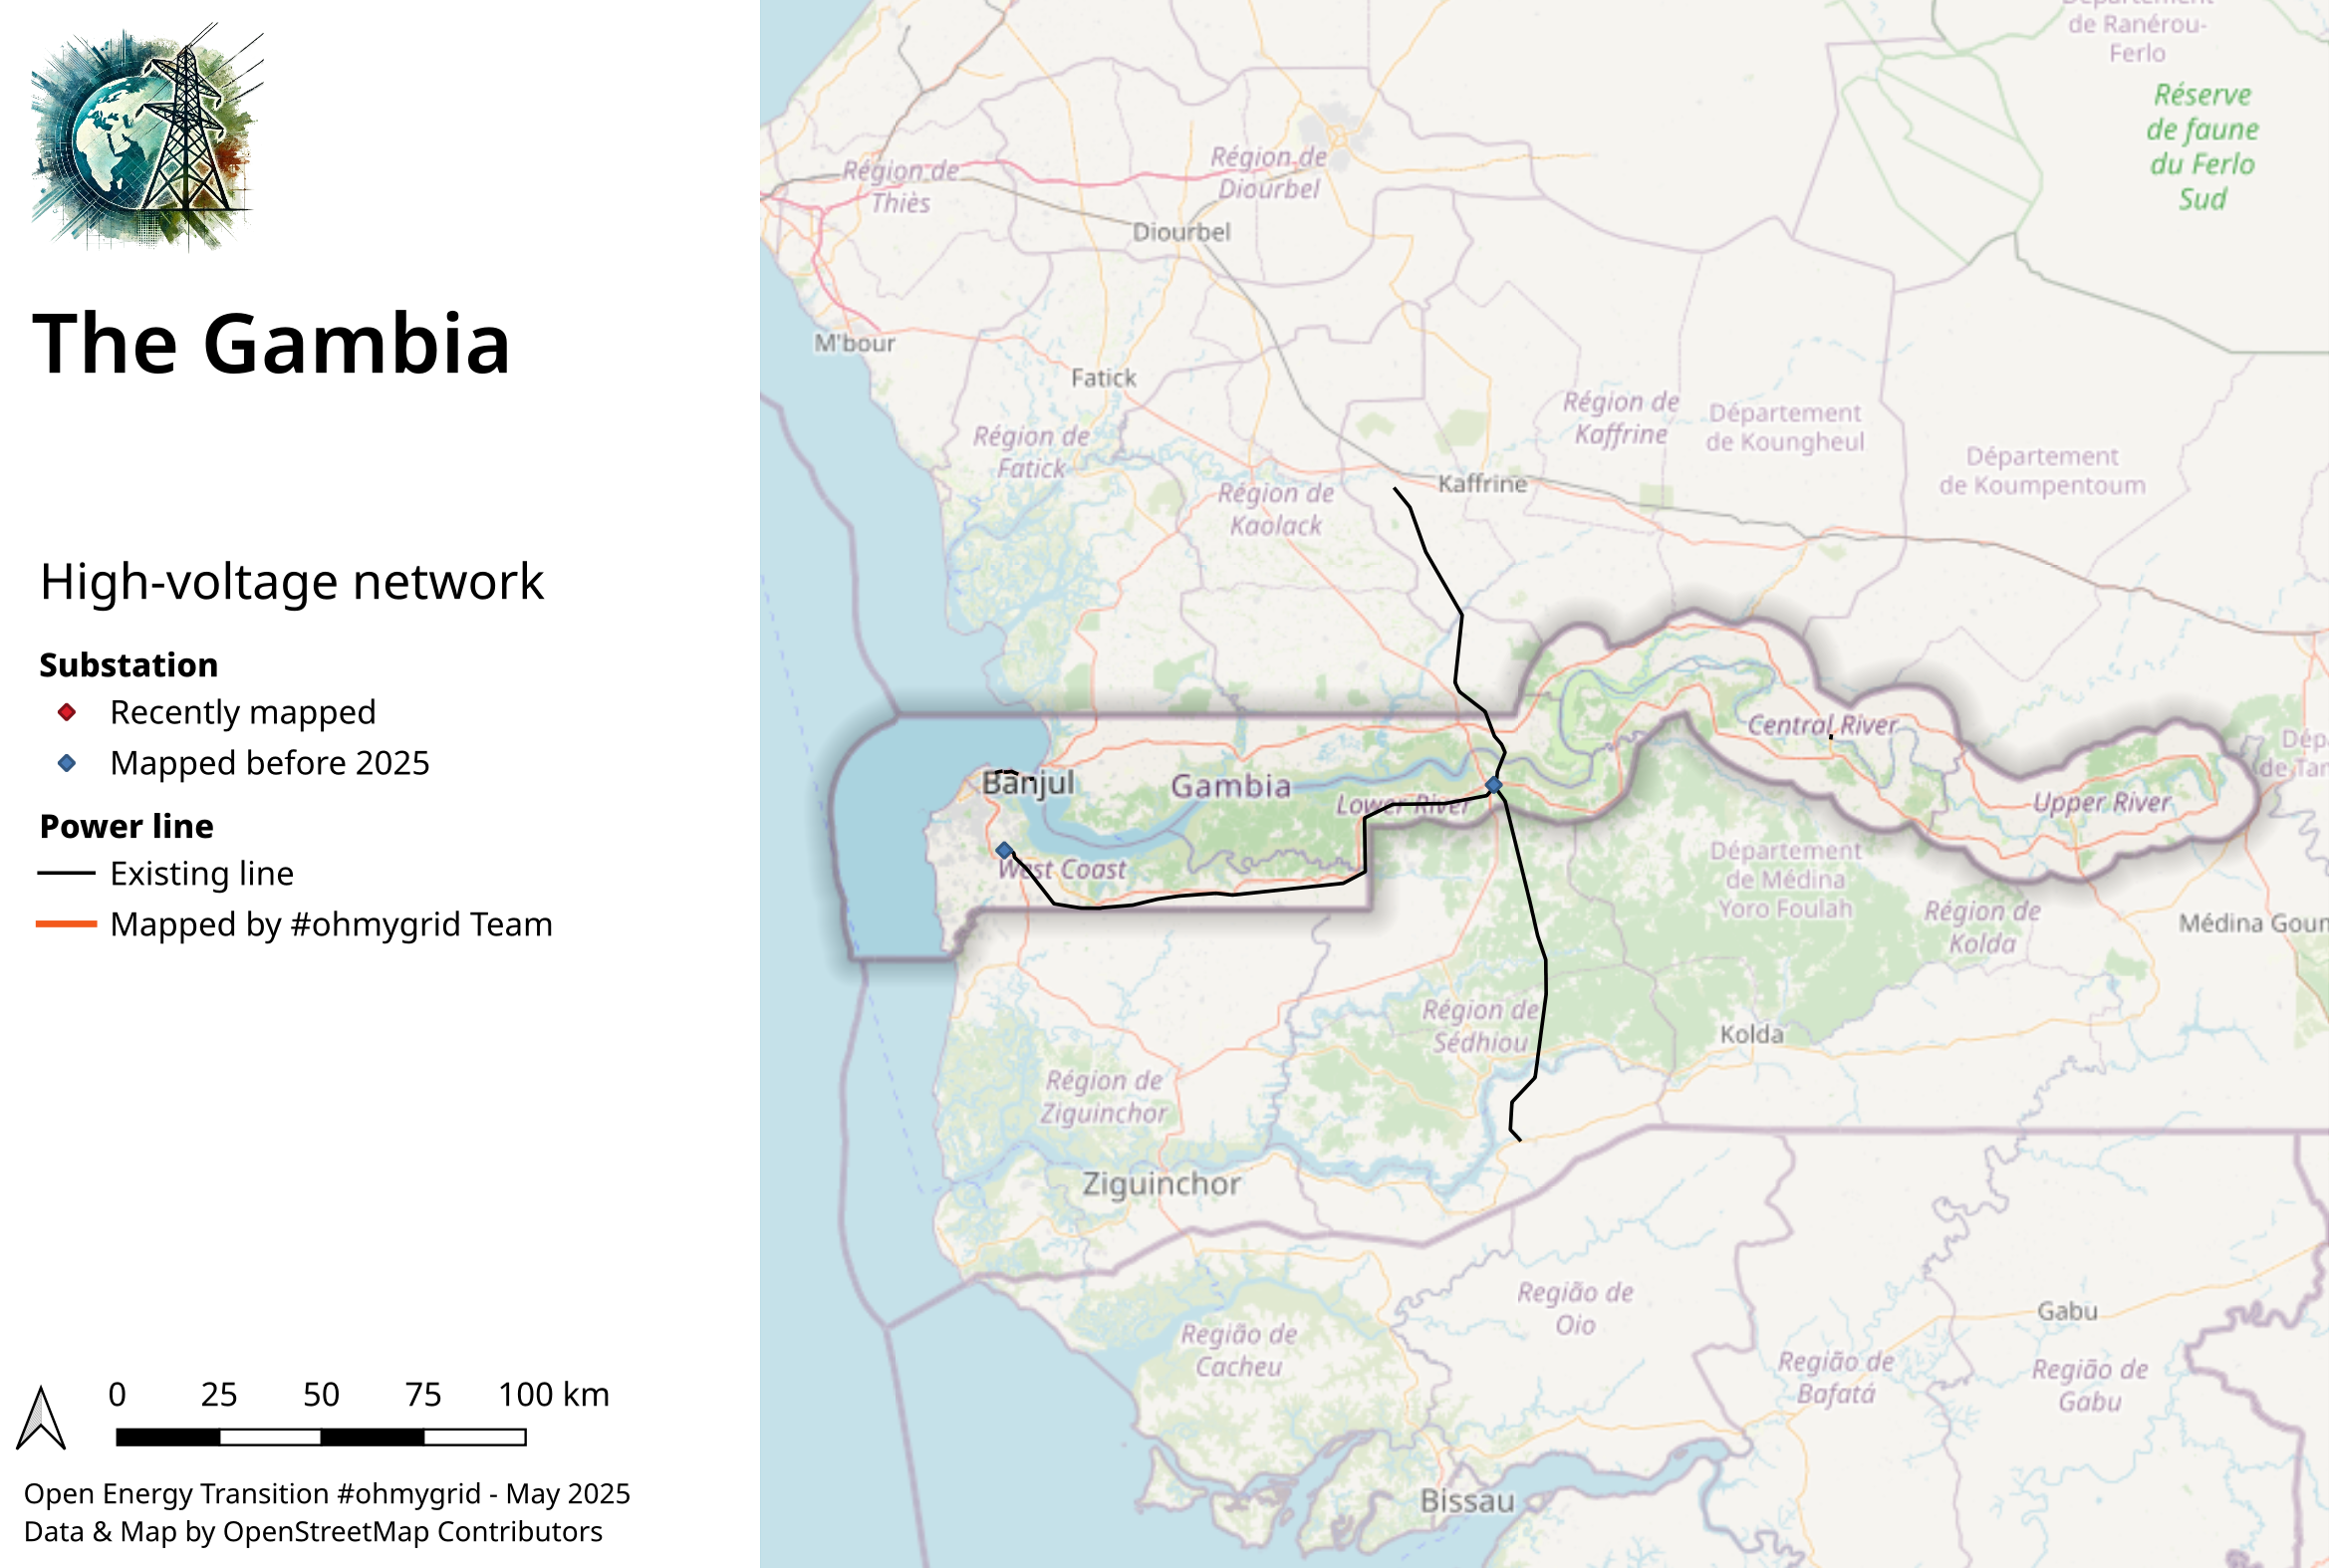 The Gambia
High-voltage network
Substation
Recently mapped
Mapped before 2025
Power line
Existing line
Mapped by #ohmygrid Team
0 25 50 75 100 km
Open Energy Transition #ohmygrid - May 2025
Data & Map by OpenStreetMap Contributors
de Ranérou-
Ferlo
Réserve
de faune
du Ferlo
Sud
Région de
Thiès
Région de
Diourbel
Diourbel
M'bour
Fatick
Région de
Fatick
Région de
Kaolack
Kaffrine
Région de
Kaffrine
Département
de Koungheul
Département
de Koumpentoum
Central River
Banjul
Gambia
Lower River
Upper River
West Coast
Département
de Médina
Yoro Foulah
Région de
Kolda
Médina Goun
Région de
Sédhiou
Kolda
Région de
Ziguinchor
Ziguinchor
Região de
Oio
Gabu
Região de
Cacheu
Região de
Bafatá
Região de
Gabu
Bissau